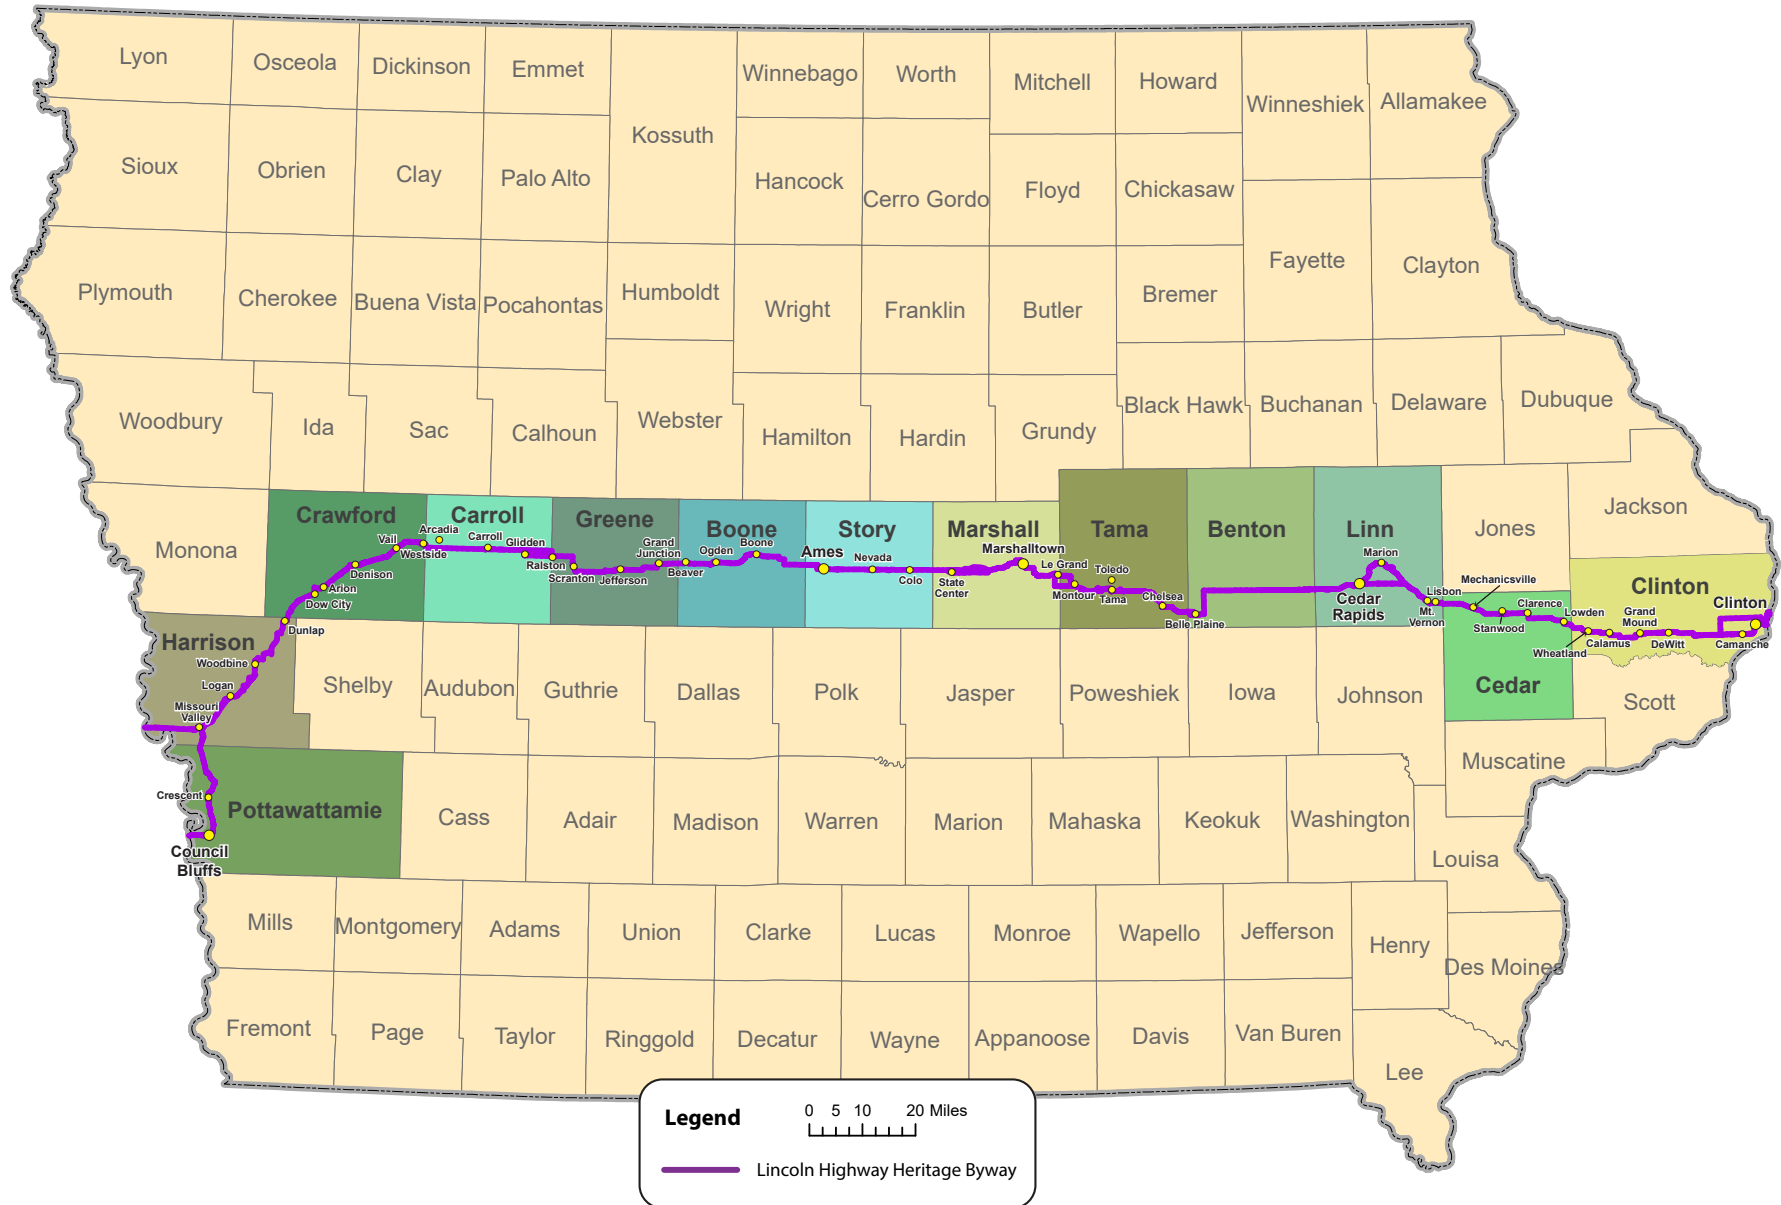 Lyon
Osceola
Dickinson
Emmet
Kossuth
Winnebago
Worth
Mitchell
Howard
Winneshiek
Allamakee
Sioux
Obrien
Clay
Palo Alto
Hancock
Cerro Gordo
Floyd
Chickasaw
Plymouth
Cherokee
Buena Vista
Pocahontas
Humboldt
Wright
Franklin
Butler
Bremer
Fayette
Clayton
Woodbury
Ida
Sac
Calhoun
Webster
Hamilton
Hardin
Grundy
Black Hawk
Buchanan
Delaware
Dubuque
Monona
Crawford
Carroll
Greene
Boone
Story
Marshall
Tama
Benton
Linn
Jones
Jackson
Clinton
Arcadia
Vail
Westside
Denison
Arion
Dow City
Dunlap
Carroll
Glidden
Ralston
Scranton
Jefferson
Grand
Junction
Beaver
Ogden
Boone
Ames
Nevada
Colo
State
Center
Marshalltown
Le Grand
Montour
Toledo
Tama
Chelsea
Belle Plaine
Marion
Cedar
Rapids
Lisbon
Mt.
Vernon
Mechanicsville
Stanwood
Clarence
Lowden
Wheatland
Calamus
Grand
Mound
DeWitt
Camanche
Clinton
Harrison
Woodbine
Logan
Missouri
Valley
Shelby
Audubon
Guthrie
Dallas
Polk
Jasper
Poweshiek
Iowa
Johnson
Cedar
Scott
Muscatine
Crescent
Council
Bluffs
Pottawattamie
Cass
Adair
Madison
Warren
Marion
Mahaska
Keokuk
Washington
Louisa
Mills
Montgomery
Adams
Union
Clarke
Lucas
Monroe
Wapello
Jefferson
Henry
Des Moines
Fremont
Page
Taylor
Ringgold
Decatur
Wayne
Appanoose
Davis
Van Buren
Lee
Legend
0 5 10 20 Miles
Lincoln Highway Heritage Byway